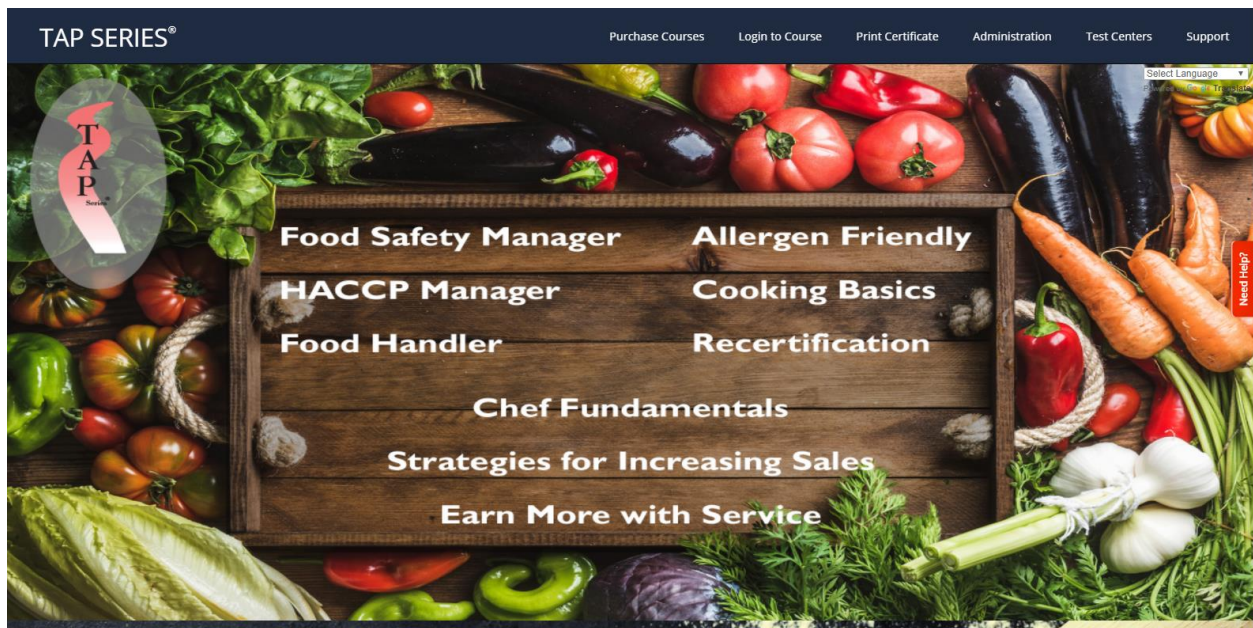 TAP SERIES®
Purchase Courses Login to Course Print Certificate Administration Test Centers Support
Select Language
T
A
P
Series
Need Help?
Food Safety Manager Allergen Friendly
HACCP Manager Cooking Basics
Food Handler Recertification
Chef Fundamentals
Strategies for Increasing Sales
Earn More with Service